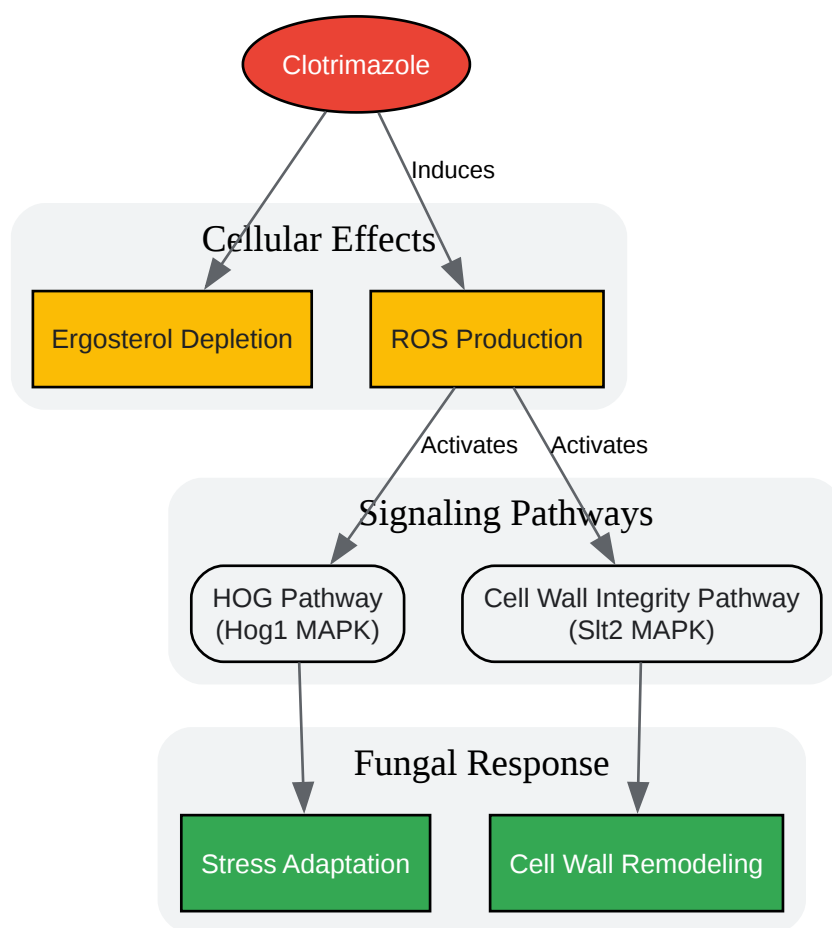 Clotrimazole
Induces
Cellular Effects
Ergosterol Depletion
ROS Production
Activates
Activates
Signaling Pathways
HOG Pathway
(Hog1 MAPK)
Cell Wall Integrity Pathway
(Slt2 MAPK)
Fungal Response
Stress Adaptation
Cell Wall Remodeling